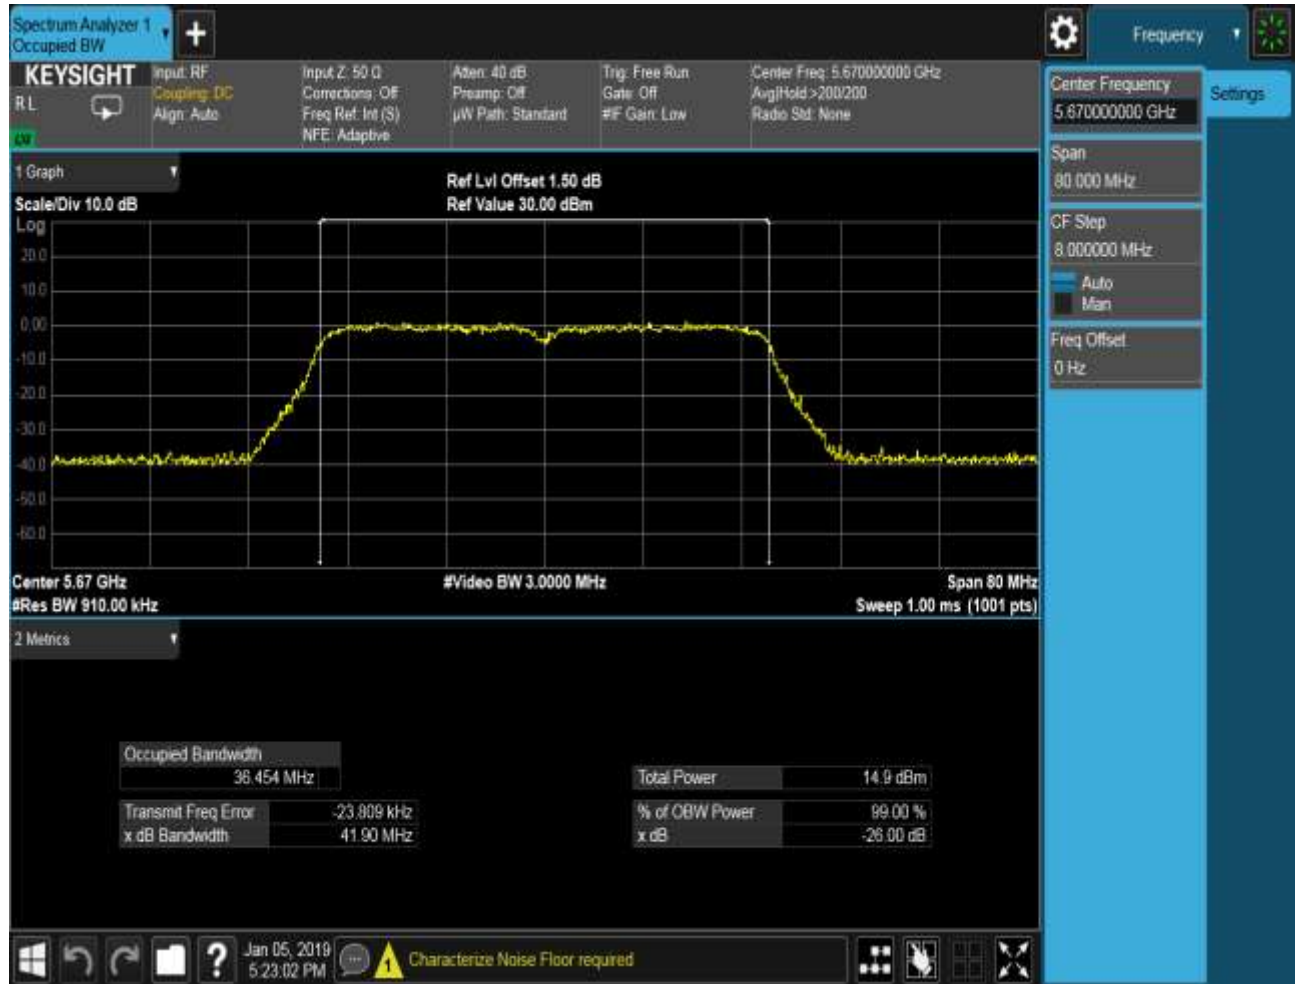 Spectrum Analyzer 1
Occupied BW
Frequency
KEYSIGHT
R L
Input: RF
Coupling: DC
Align: Auto
Input Z: 50 Ω
Corrections: Off
Freq Ref: Int (S)
NFE: Adaptive
Atten: 40 dB
Preamp: Off
µW Path: Standard
Trig: Free Run
Gate: Off
#IF Gain: Low
Center Freq: 5.670000000 GHz
Avg|Hold:>200/200
Radio Std: None
Center Frequency
5.670000000 GHz
Settings
Span
80.000 MHz
CF Step
8.000000 MHz
Auto
Man
Freq Offset
0 Hz
1 Graph
Scale/Div 10.0 dB
Ref Lvl Offset 1.50 dB
Ref Value 30.00 dBm
Log
20.0
10.0
0.00
-10.0
-20.0
-30.0
-40.0
-50.0
-60.0
Center 5.67 GHz
#Video BW 3.0000 MHz
Span 80 MHz
#Res BW 910.00 kHz
Sweep 1.00 ms (1001 pts)
2 Metrics
Occupied Bandwidth
36.454 MHz
Total Power 14.9 dBm
Transmit Freq Error -23.809 kHz
% of OBW Power 99.00 %
x dB Bandwidth 41.90 MHz
x dB -26.00 dB
?
Jan 05, 2019
5:23:02 PM
1
Characterize Noise Floor required